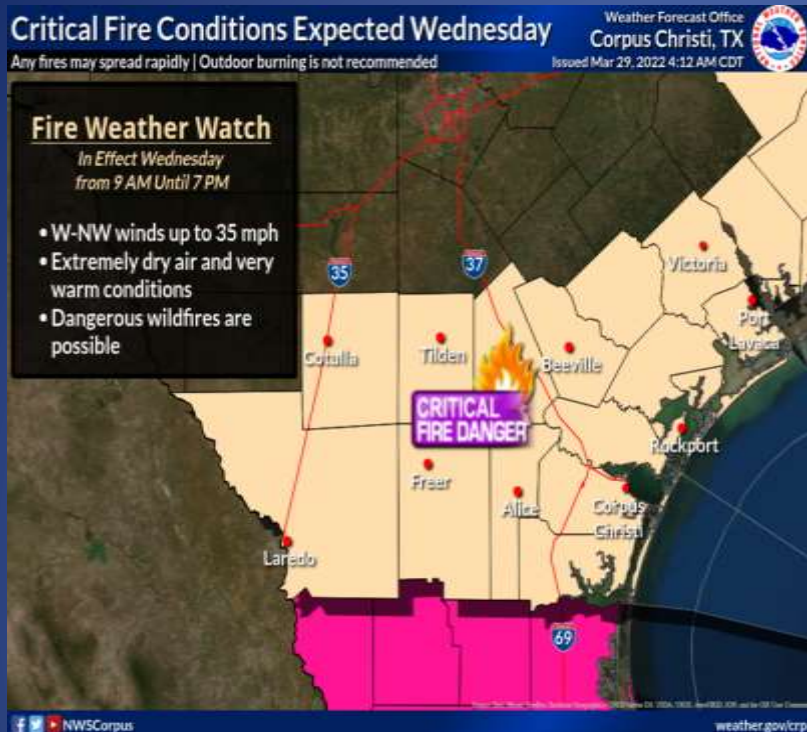 Critical Fire Conditions Expected Wednesday
Any fires may spread rapidly | Outdoor burning is not recommended
Weather Forecast Office
Corpus Christi, TX
Issued Mar 29, 2022 4:12 AM CDT
Fire Weather Watch
In Effect Wednesday
from 9 AM Until 7 PM
• W-NW winds up to 35 mph
• Extremely dry air and very
warm conditions
• Dangerous wildfires are
possible
35
37
Victoria
Port
Lavaca
Cotulla
Tilden
Beeville
CRITICAL
FIRE DANGER
Rockport
Freer
Alice
Corpus
Christi
Laredo
69
NWSCorpus
weather.gov/crp